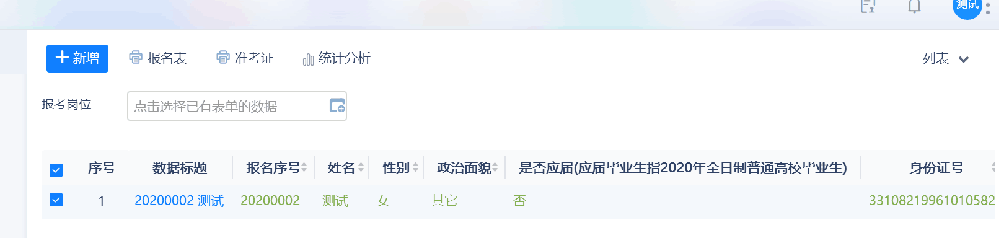 测试
新增 报名表 准考证 统计分析 列表
报名岗位 点击选择已有表单的数据
序号 数据标题 报名序号 姓名 性别 政治面貌 是否应届(应届毕业生指2020年全日制普通高校毕业生) 身份证号
1 20200002 测试 20200002 测试 女 其它 否 33108219961010582